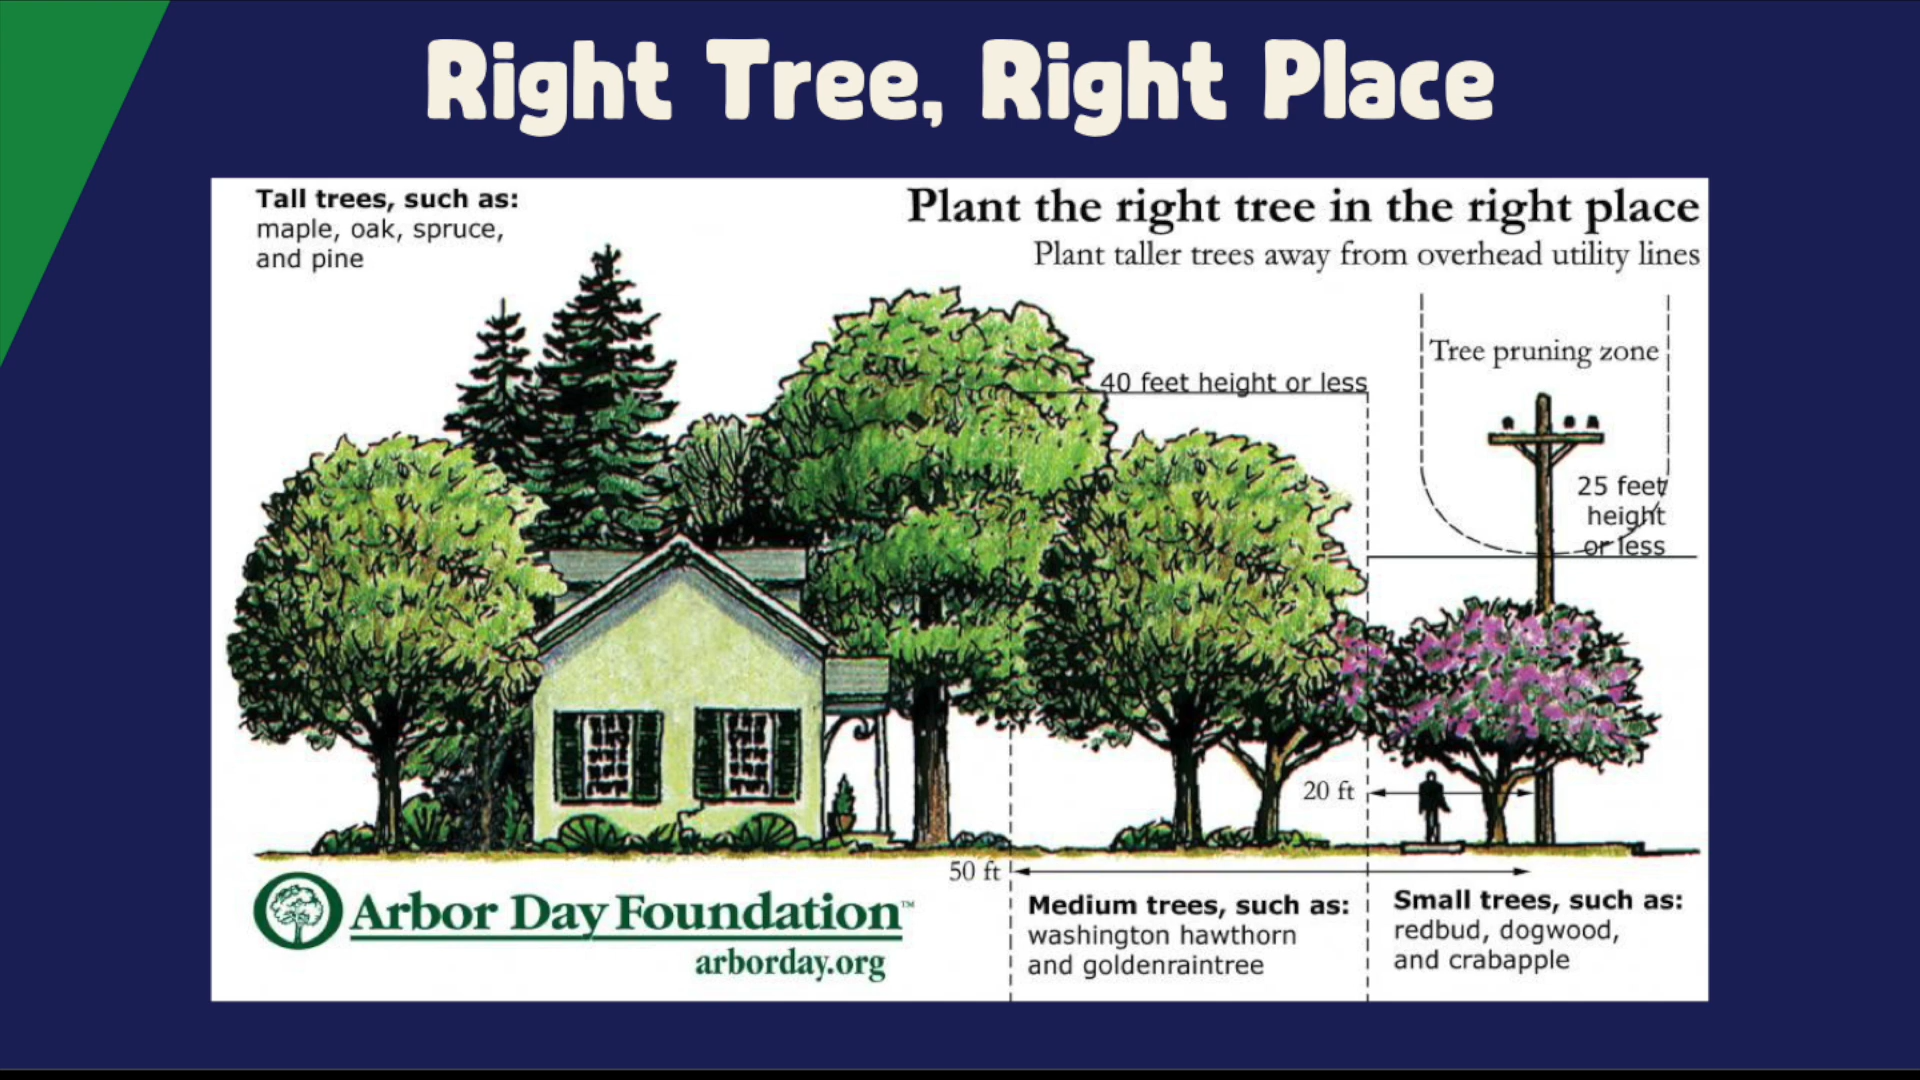 Right Tree, Right Place
Tall trees, such as:
maple, oak, spruce,
and pine
Plant the right tree in the right place
Plant taller trees away from overhead utility lines
Tree pruning zone
40 feet height or less
25 feet
height
or less
20 ft
50 ft
Arbor Day Foundation™
arborday.org
Medium trees, such as:
washington hawthorn
and goldenraintree
Small trees, such as:
redbud, dogwood,
and crabapple